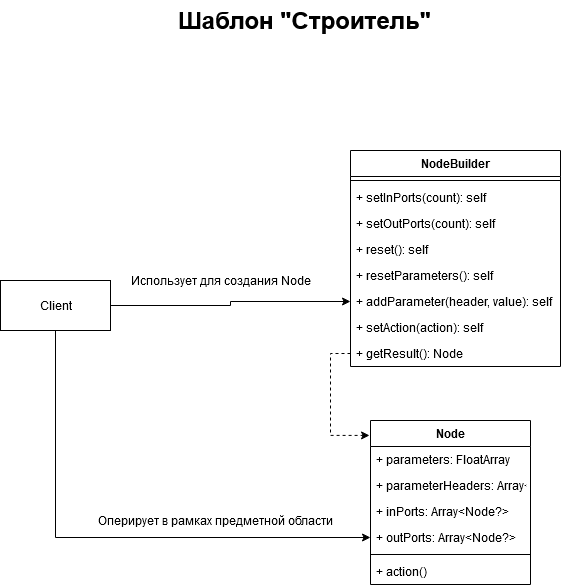 Шаблон "Строитель"
NodeBuilder
+ setInPorts(count): self
+ setOutPorts(count): self
+ reset(): self
+ resetParameters(): self
+ addParameter(header, value): self
+ setAction(action): self
+ getResult(): Node
Использует для создания Node
Client
Node
+ parameters: FloatArray
+ parameterHeaders: Array
+ inPorts: Array<Node?>
+ outPorts: Array<Node?>
+ action()
Оперирует в рамках предметной области